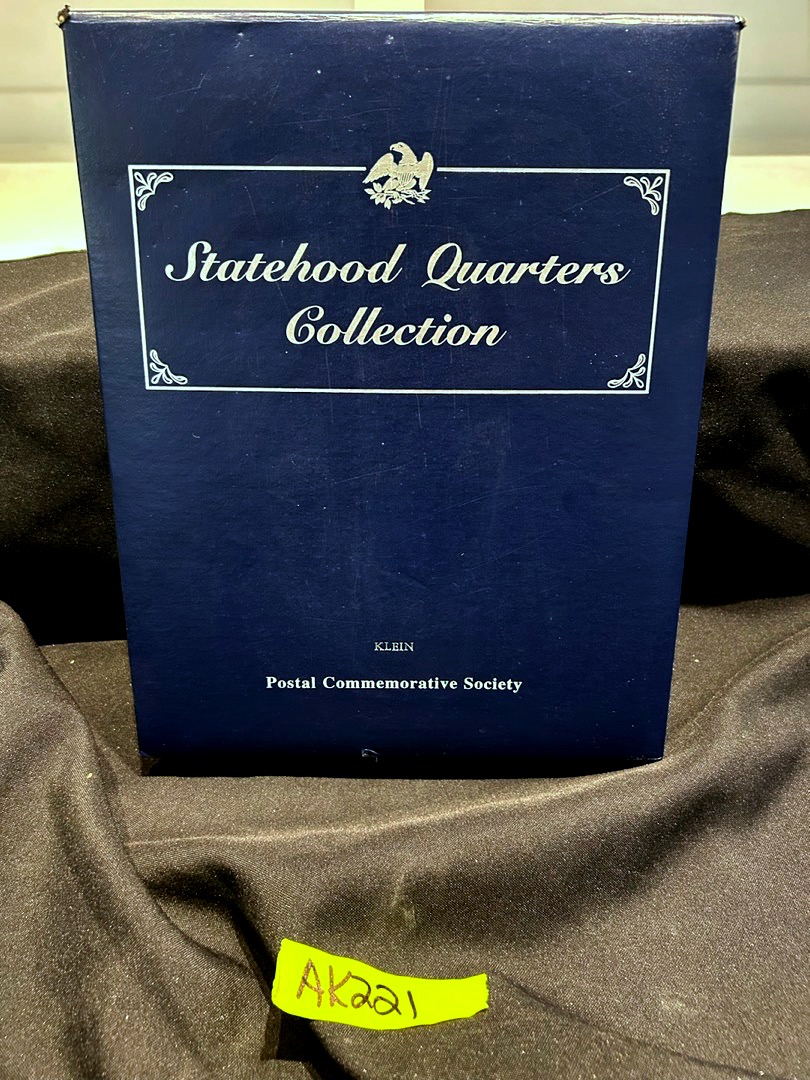 Statehood Quarters
Collection
KLEIN
Postal Commemorative Society
AK221